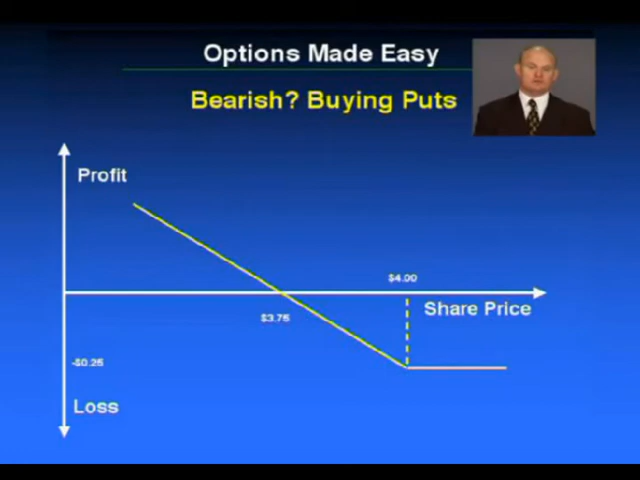 Options Made Easy
Bearish? Buying Puts
Profit
$4.00
Share Price
$3.75
-$0.25
Loss